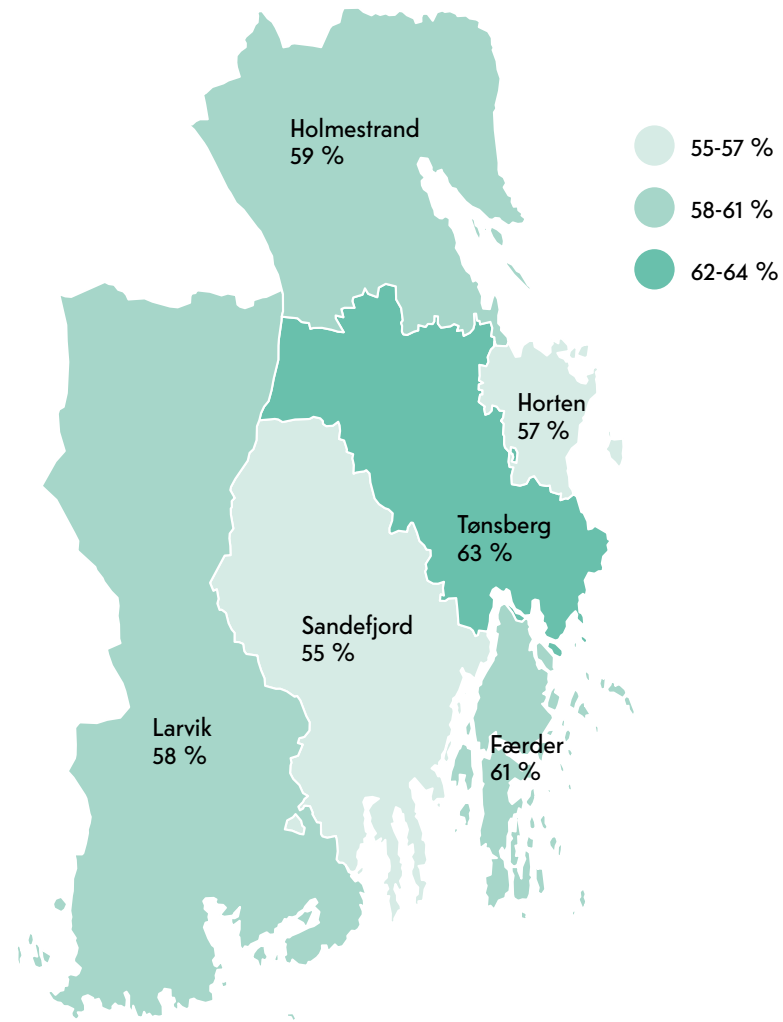 Holmestrand
59 %
55-57 %
58-61 %
62-64 %
Horten
57 %
Tønsberg
63 %
Sandefjord
55 %
Larvik
58 %
Færder
61 %